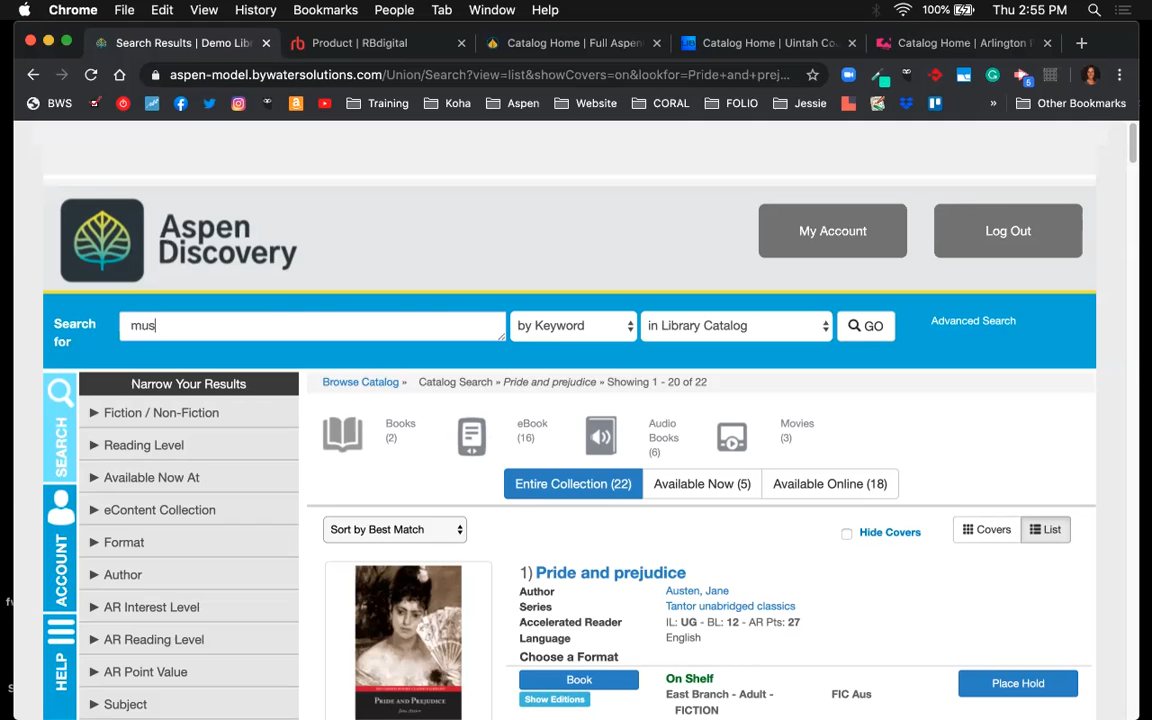 Chrome File Edit View History Bookmarks People Tab Window Help 100% Thu 2:55 PM
Search Results | Demo Lib Product | RBdigital Catalog Home | Full Aspen Catalog Home | Uintah Cou Catalog Home | Arlington
aspen-model.bywatersolutions.com/Union/Search?view=list&showCovers=on&lookfor=Pride+and+prej...
BWS Training Koha Aspen Website CORAL FOLIO Jessie » Other Bookmarks
Aspen
Discovery
My Account
Log Out
Search
for
mus
by Keyword
in Library Catalog
GO
Advanced Search
SEARCH
ACCOUNT
HELP
Narrow Your Results
Fiction / Non-Fiction
Reading Level
Available Now At
eContent Collection
Format
Author
AR Interest Level
AR Reading Level
AR Point Value
Subject
Browse Catalog » Catalog Search » Pride and prejudice » Showing 1 - 20 of 22
Books
(2)
eBook
(16)
Audio
Books
(6)
Movies
(3)
Entire Collection (22) Available Now (5) Available Online (18)
Sort by Best Match
Hide Covers
Covers List
1) Pride and prejudice
Author Austen, Jane
Series Tantor unabridged classics
Accelerated Reader IL: UG - BL: 12 - AR Pts: 27
Language English
Choose a Format
Book
Show Editions
On Shelf
East Branch - Adult -
FICTION
FIC Aus
Place Hold
PRIDE AND PREJUDICE